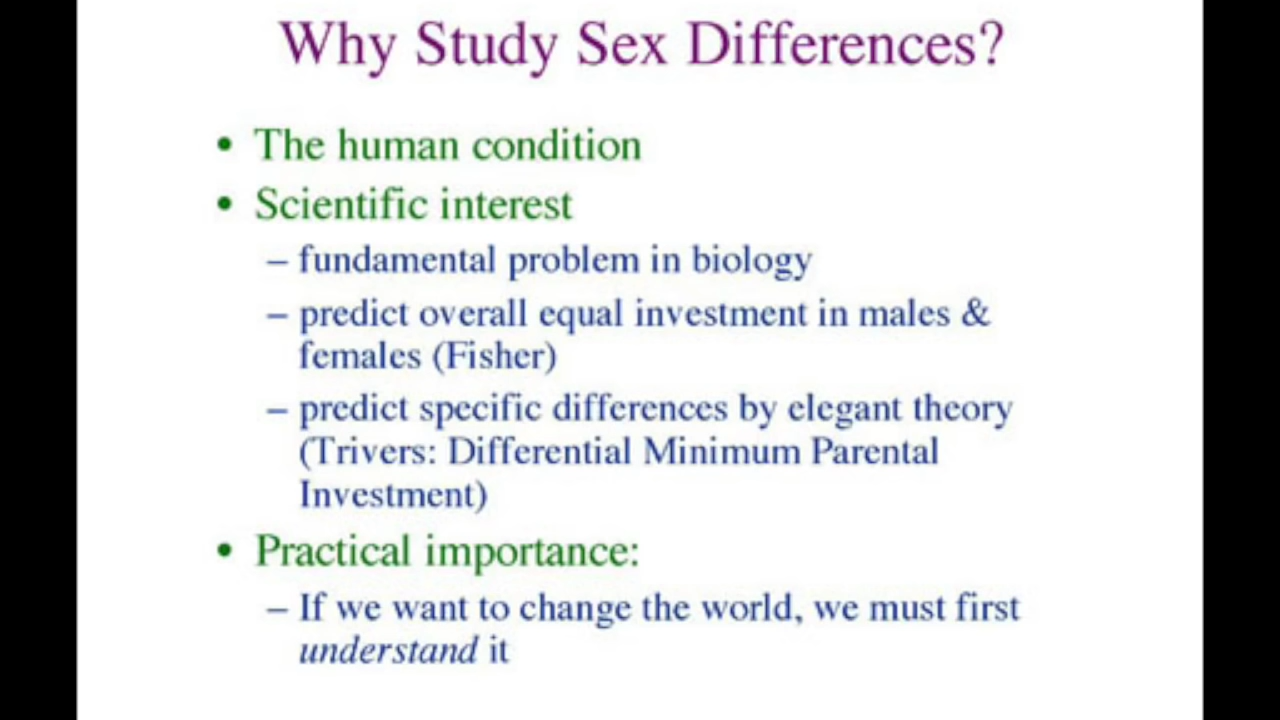 Why Study Sex Differences?
• The human condition
• Scientific interest
– fundamental problem in biology
– predict overall equal investment in males &
females (Fisher)
– predict specific differences by elegant theory
(Trivers: Differential Minimum Parental
Investment)
• Practical importance:
– If we want to change the world, we must first
understand it